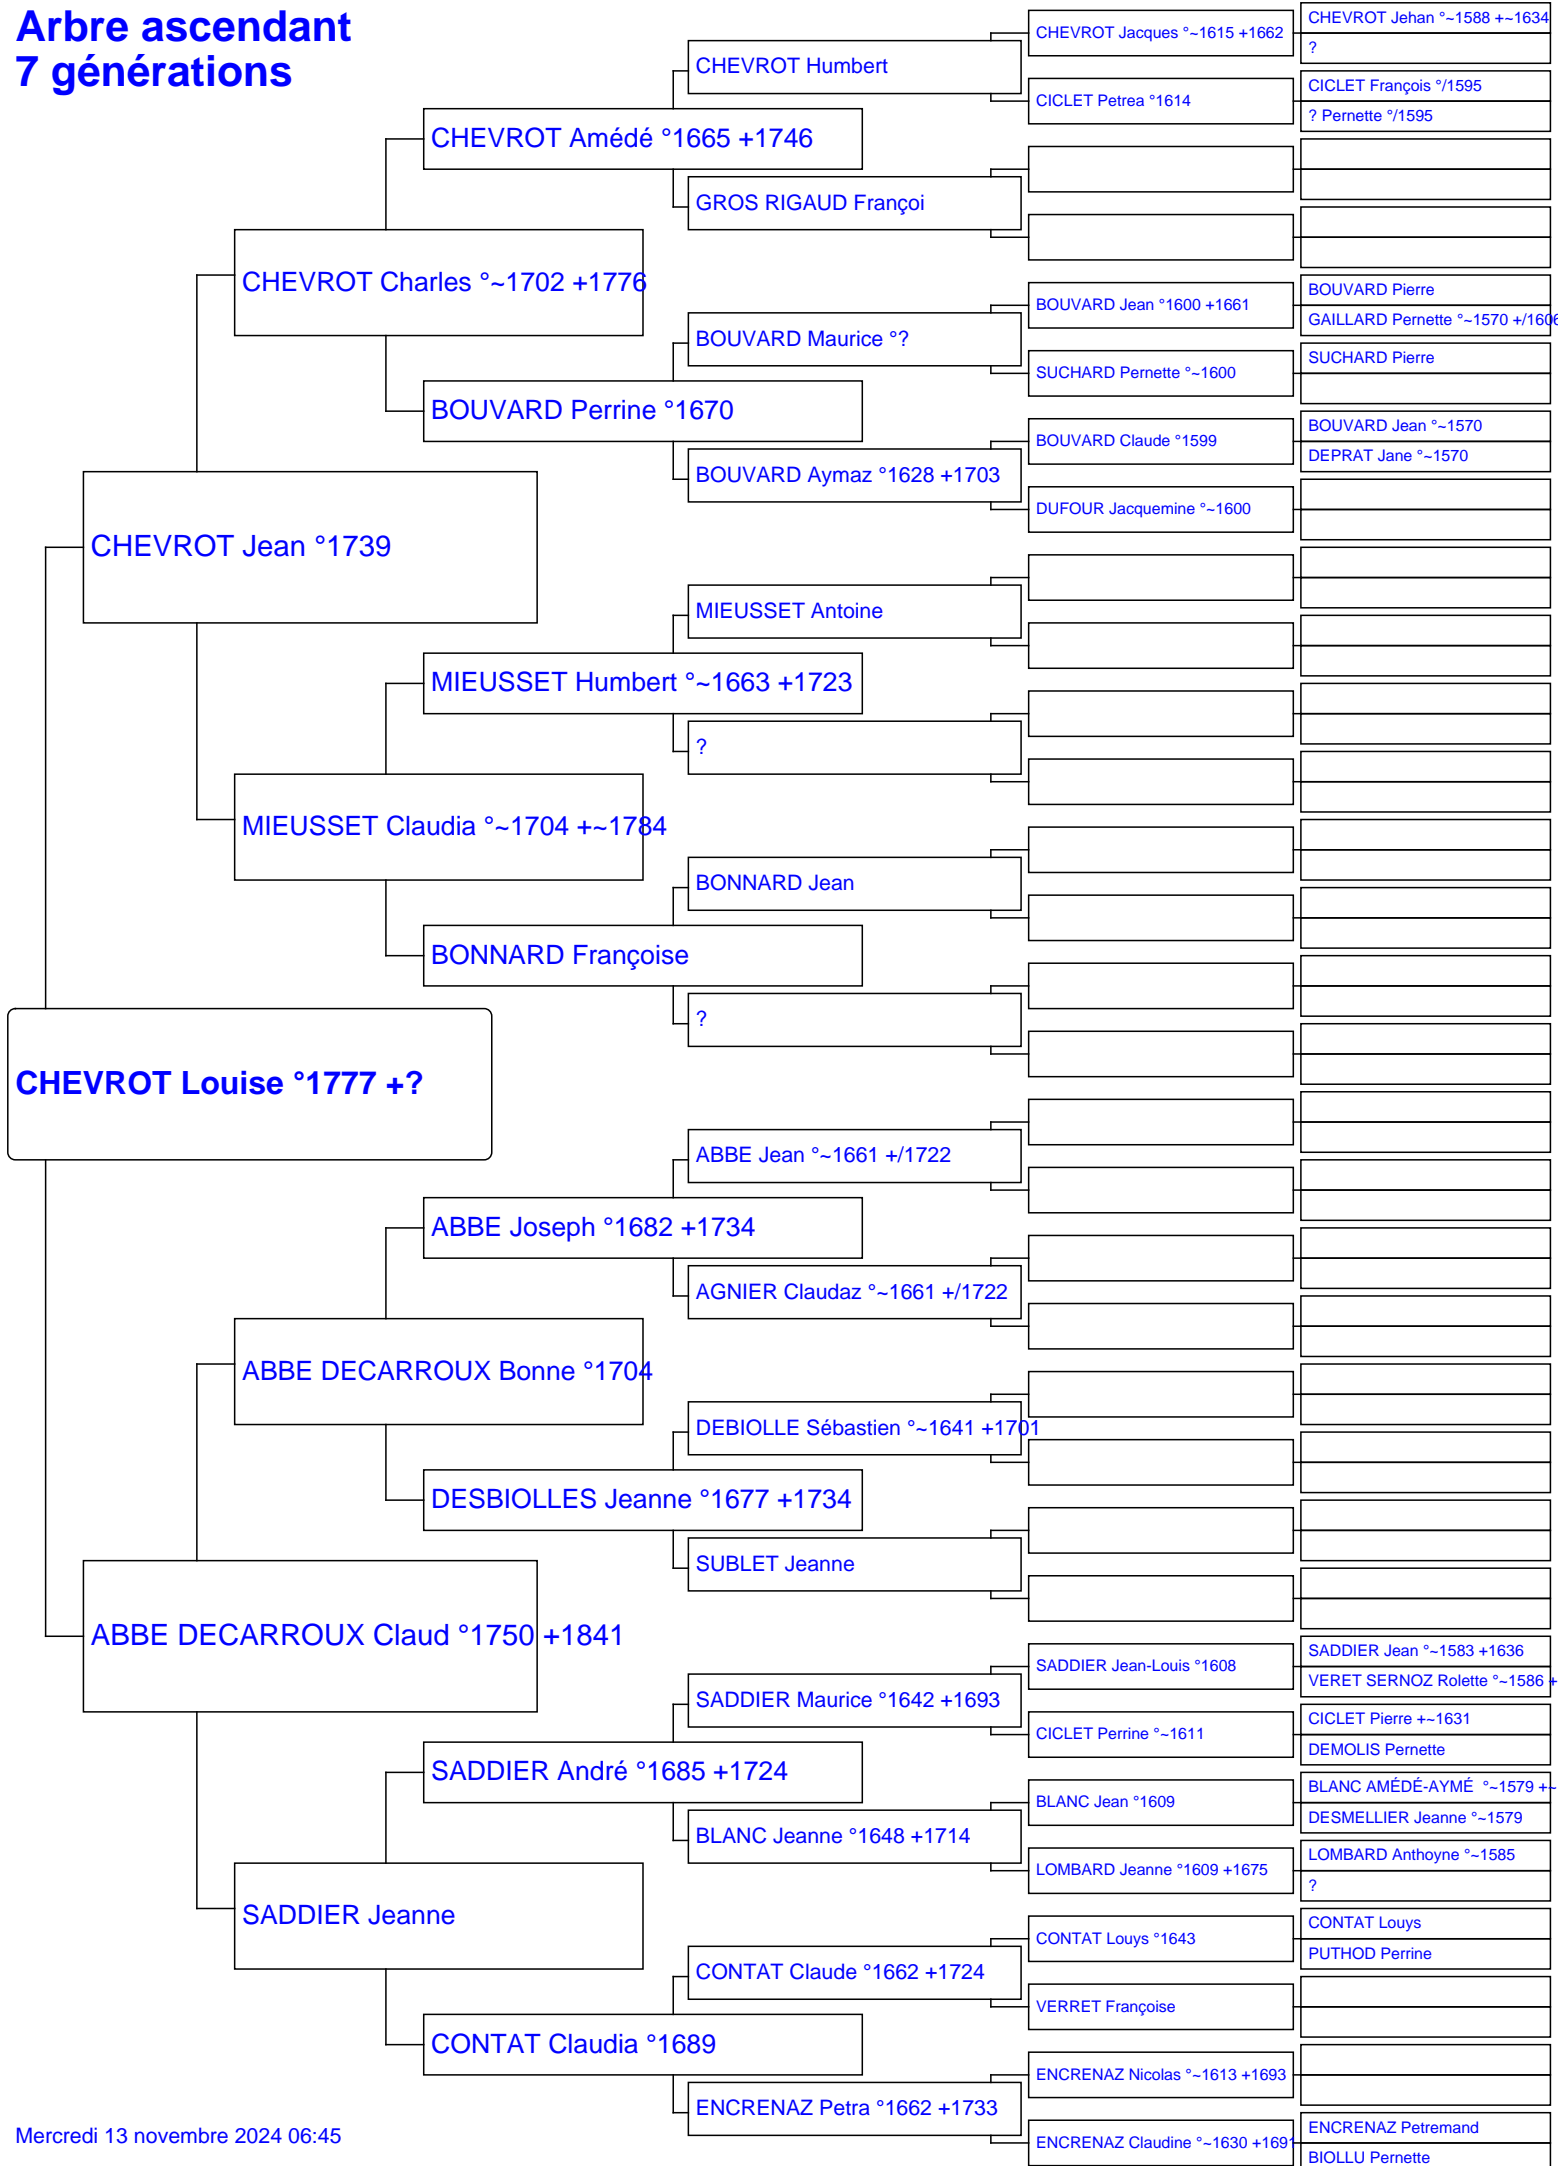 Arbre ascendant
7 générations
CHEVROT Louise °1777 +?
CHEVROT Jean °1739
ABBE DECARROUX Claud °1750 +1841
CHEVROT Charles °~1702 +1776
MIEUSSET Claudia °~1704 +~1784
ABBE DECARROUX Bonne °1704
SADDIER Jeanne
CHEVROT Amédé °1665 +1746
BOUVARD Perrine °1670
MIEUSSET Humbert °~1663 +1723
BONNARD Françoise
ABBE Joseph °1682 +1734
DESBIOLLES Jeanne °1677 +1734
SADDIER André °1685 +1724
CONTAT Claudia °1689
CHEVROT Humbert
GROS RIGAUD Françoi
BOUVARD Maurice °?
BOUVARD Aymaz °1628 +1703
MIEUSSET Antoine
?
BONNARD Jean
?
ABBE Jean °~1661 +/1722
AGNIER Claudaz °~1661 +/1722
DEBIOLLE Sébastien °~1641 +1701
SUBLET Jeanne
SADDIER Maurice °1642 +1693
BLANC Jeanne °1648 +1714
CONTAT Claude °1662 +1724
ENCRENAZ Petra °1662 +1733
CHEVROT Jacques °~1615 +1662
CICLET Petrea °1614
BOUVARD Jean °1600 +1661
SUCHARD Pernette °~1600
BOUVARD Claude °1599
DUFOUR Jacquemine °~1600
SADDIER Jean-Louis °1608
CICLET Perrine °~1611
BLANC Jean °1609
LOMBARD Jeanne °1609 +1675
CONTAT Louys °1643
VERRET Françoise
ENCRENAZ Nicolas °~1613 +1693
ENCRENAZ Claudine °~1630 +1691
CHEVROT Jehan °~1588 +~1634
?
CICLET François °/1595
? Pernette °/1595
BOUVARD Pierre
GAILLARD Pernette °~1570 +/1606
SUCHARD Pierre
BOUVARD Jean °~1570
DEPRAT Jane °~1570
SADDIER Jean °~1583 +1636
VERET SERNOZ Rolette °~1586 +
CICLET Pierre +~1631
DEMOLIS Pernette
BLANC AMÉDÉ-AYMÉ °~1579 +~
DESMELLIER Jeanne °~1579
LOMBARD Anthoyne °~1585
?
CONTAT Louys
PUTHOD Perrine
ENCRENAZ Petremand
BIOLLU Pernette
Mercredi 13 novembre 2024 06:45